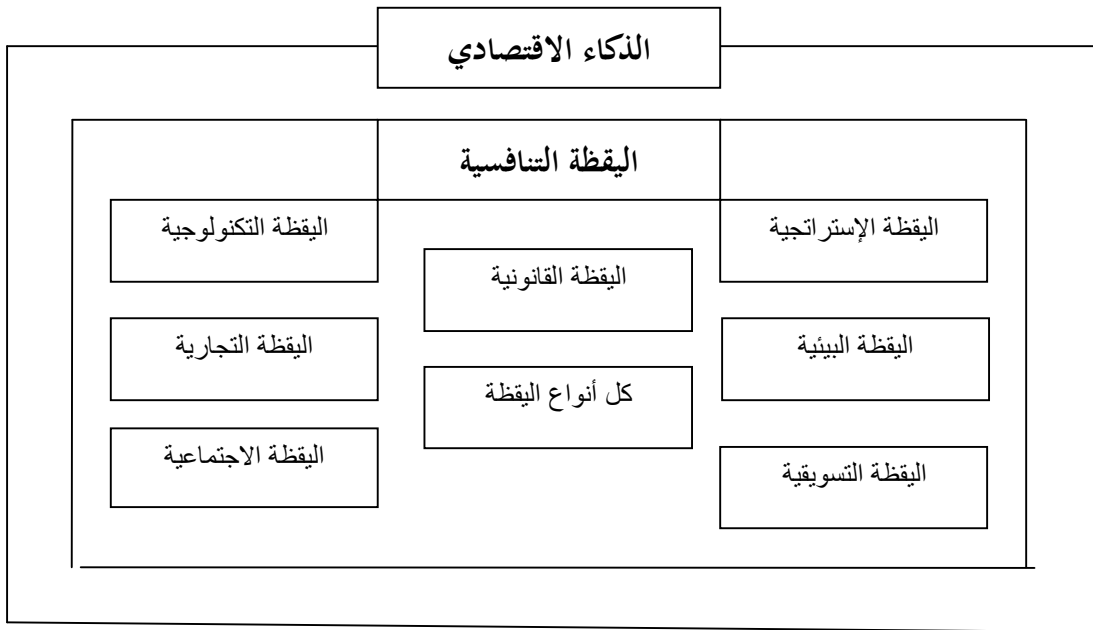 الذكاء الاقتصادي
اليقظة التنافسية
اليقظة الإستراتجية
اليقظة التكنولوجية
اليقظة القانونية
اليقظة البيئية
اليقظة التجارية
كل أنواع اليقظة
اليقظة الاجتماعية
اليقظة التسويقية